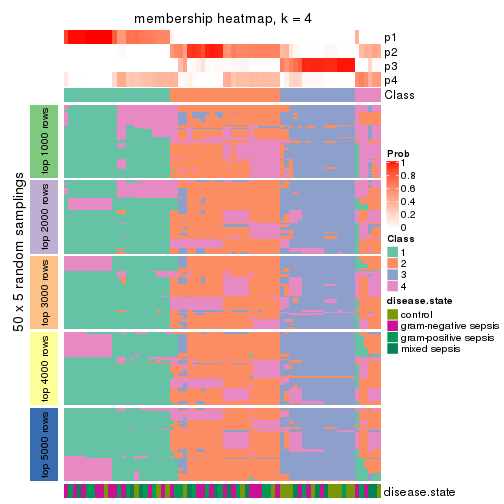 membership heatmap, k = 4
p1
p2
p3
p4
Class
50 x 5 random samplings
top 1000 rows
top 2000 rows
top 3000 rows
top 4000 rows
top 5000 rows
Prob
1
0.8
0.6
0.4
0.2
0
Class
1
2
3
4
disease.state
control
gram-negative sepsis
gram-positive sepsis
mixed sepsis
disease.state